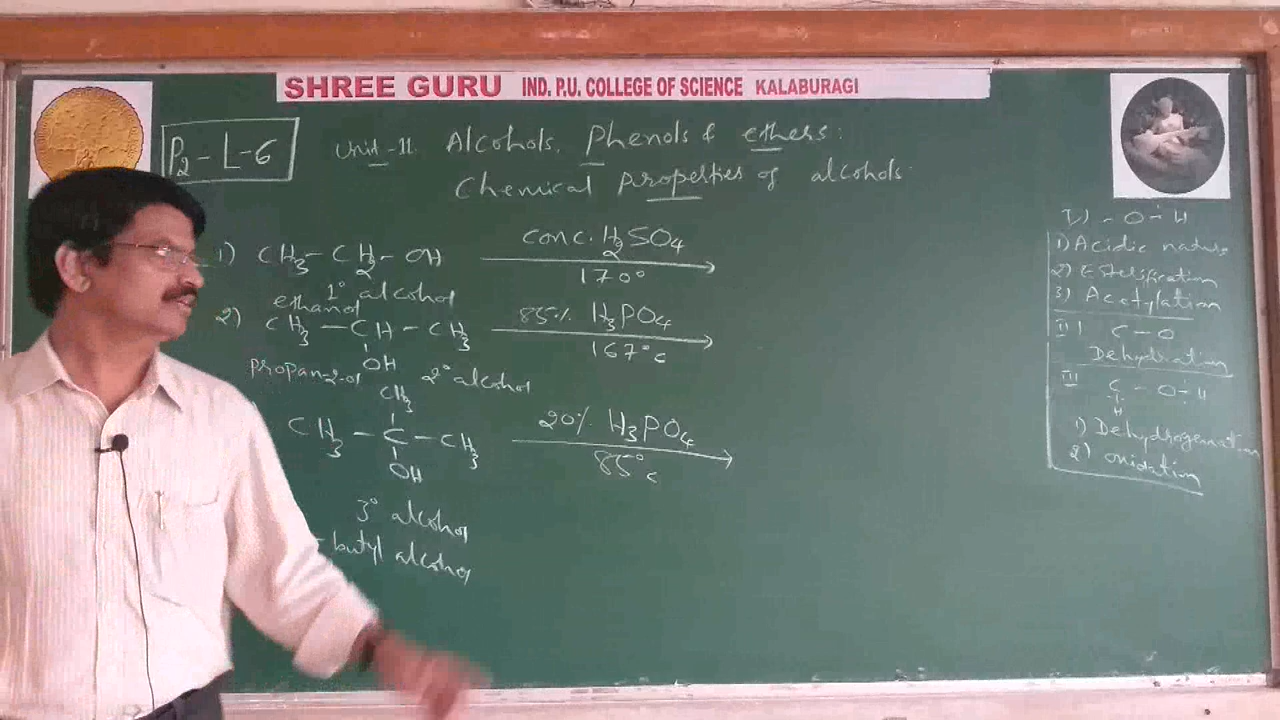 SHREE GURU IND. P.U. COLLEGE OF SCIENCE KALABURAGI
P2 - L-6
Unit-11. Alcohols, Phenols & ethers:
Chemical properties of alcohols.
1) CH3 - CH2 - OH conc. H2SO4
170°
ethanol 1° alcohol
2) CH3 - CH - CH3 85% H3PO4
167°c
OH
propan-2-ol 2° alcohol
CH3
CH3 - C - CH3 20% H3PO4
85°c
OH
3° alcohol
- butyl alcohol
I) - O - H
1) Acidic nature
2) Esterification
3) Acetylation
II) C - O
Dehydrating
III C - O - H
H
1) Dehydrogenation
2) oxidation